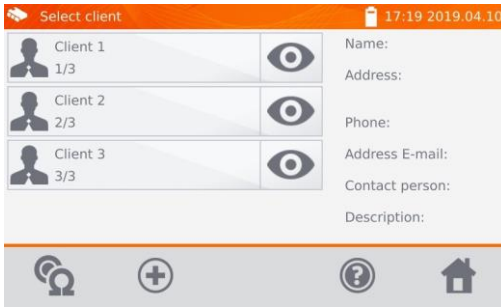 Select client
17:19 2019.04.10
Client 1
1/3
Client 2
2/3
Client 3
3/3
Name:
Address:
Phone:
Address E-mail:
Contact person:
Description: